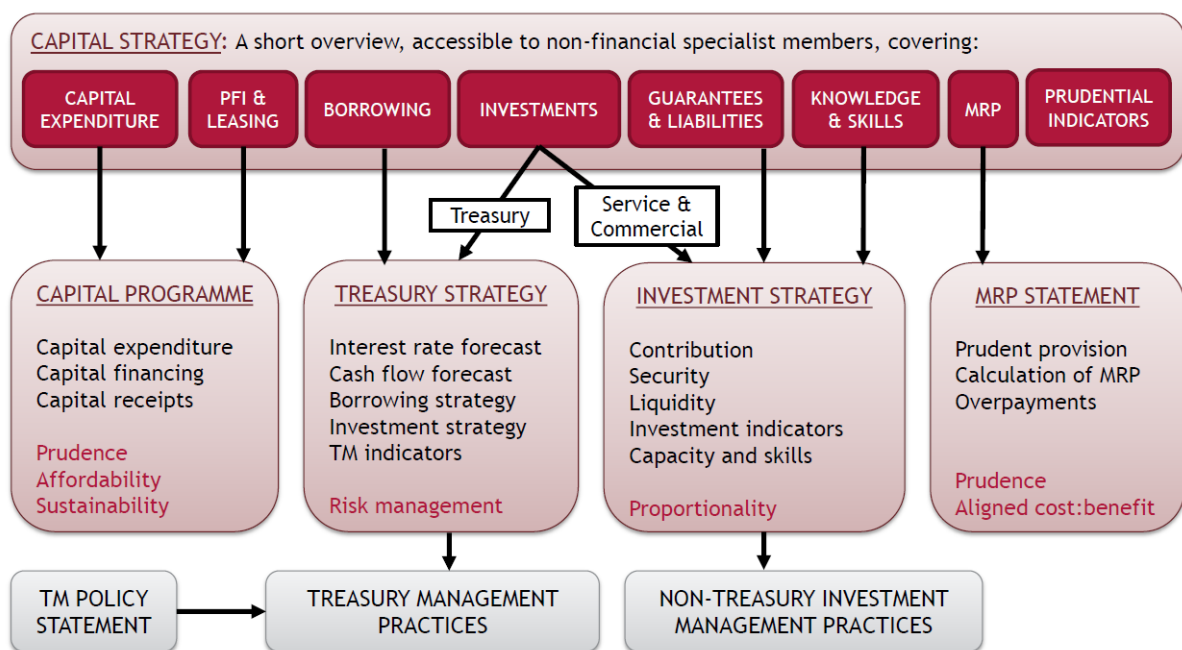 CAPITAL STRATEGY: A short overview, accessible to non-financial specialist members, covering:
CAPITAL
EXPENDITURE
PFI &
LEASING
BORROWING
INVESTMENTS
GUARANTEES
& LIABILITIES
KNOWLEDGE
& SKILLS
MRP
PRUDENTIAL
INDICATORS
Treasury
Service &
Commercial
CAPITAL PROGRAMME
Capital expenditure
Capital financing
Capital receipts
Prudence
Affordability
Sustainability
TREASURY STRATEGY
Interest rate forecast
Cash flow forecast
Borrowing strategy
Investment strategy
TM indicators
Risk management
INVESTMENT STRATEGY
Contribution
Security
Liquidity
Investment indicators
Capacity and skills
Proportionality
MRP STATEMENT
Prudent provision
Calculation of MRP
Overpayments
Prudence
Aligned cost:benefit
TM POLICY
STATEMENT
TREASURY MANAGEMENT
PRACTICES
NON-TREASURY INVESTMENT
MANAGEMENT PRACTICES